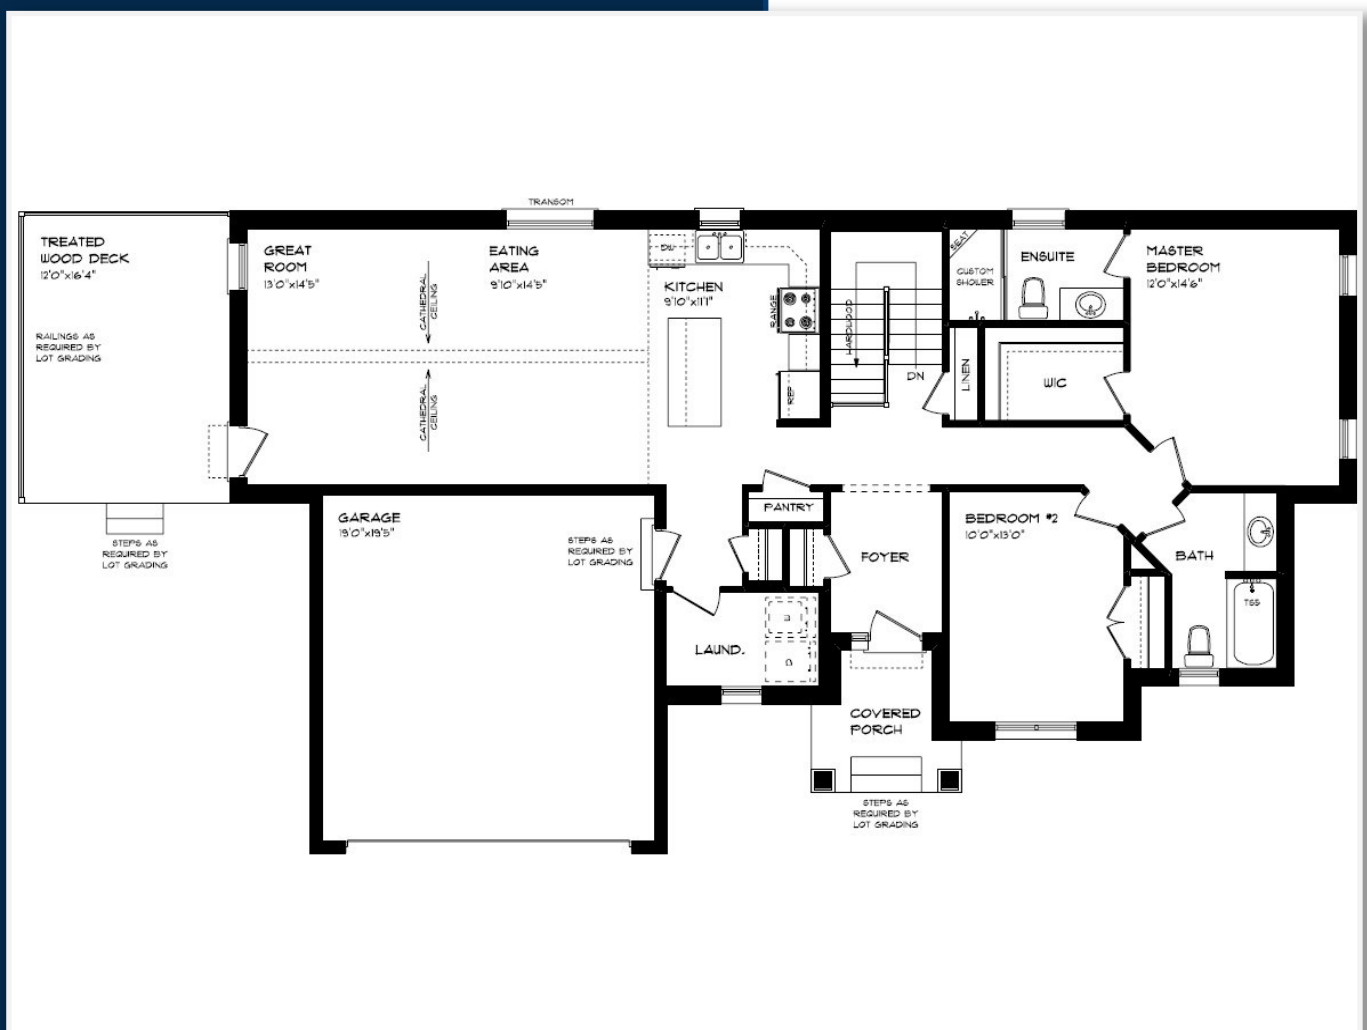 TRANSOM
TREATED
WOOD DECK
12'0"x16'4"
RAILINGS AS
REQUIRED BY
LOT GRADING
STEPS AS
REQUIRED BY
LOT GRADING
GREAT
ROOM
13'0"x14'5"
CATHEDRAL
CEILING
CATHEDRAL
CEILING
EATING
AREA
9'10"x14'5"
DW
KITCHEN
9'10"x11'1"
RANGE
REF
HARDWOOD
DN
LINEN
SEAT
CUSTOM
SHOWER
ENSUITE
WIC
MASTER
BEDROOM
12'0"x14'6"
GARAGE
19'0"x19'5"
STEPS AS
REQUIRED BY
LOT GRADING
PANTRY
FOYER
LAUND.
D
BEDROOM #2
10'0"x13'0"
BATH
TSS
COVERED
PORCH
STEPS AS
REQUIRED BY
LOT GRADING